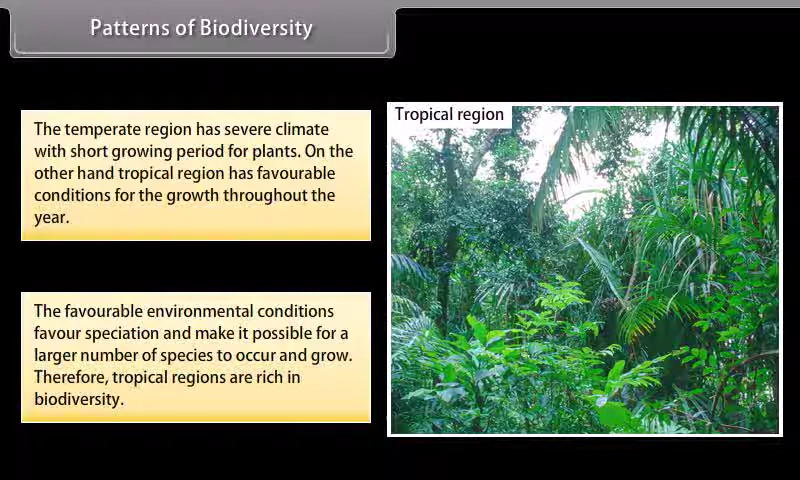 Patterns of Biodiversity
The temperate region has severe climate
with short growing period for plants. On the
other hand tropical region has favourable
conditions for the growth throughout the
year.
The favourable environmental conditions
favour speciation and make it possible for a
larger number of species to occur and grow.
Therefore, tropical regions are rich in
biodiversity.
Tropical region